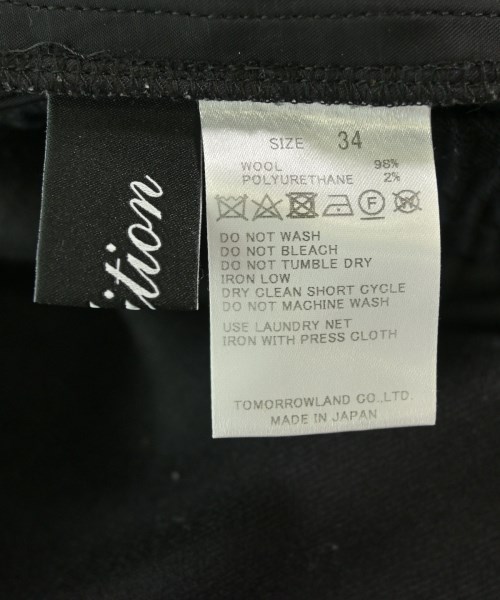 ition
SIZE 34
WOOL 98%
POLYURETHANE 2%
F W
DO NOT WASH
DO NOT BLEACH
DO NOT TUMBLE DRY
IRON LOW
DRY CLEAN SHORT CYCLE
DO NOT MACHINE WASH
USE LAUNDRY NET
IRON WITH PRESS CLOTH
TOMORROWLAND CO.,LTD.
MADE IN JAPAN